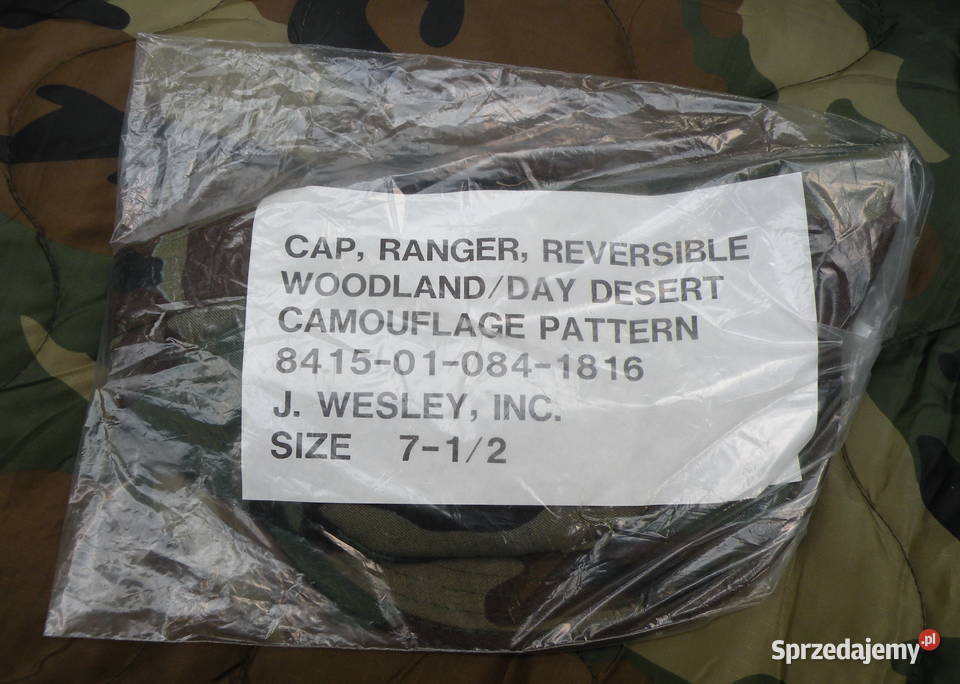 CAP, RANGER, REVERSIBLE
WOODLAND/DAY DESERT
CAMOUFLAGE PATTERN
8415-01-084-1816
J. WESLEY, INC.
SIZE 7-1/2
Sprzedajemy.pl